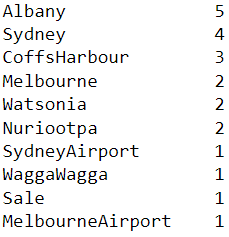 Albany 5
Sydney 4
CoffsHarbour 3
Melbourne 2
Watsonia 2
Nuriootpa 2
SydneyAirport 1
WaggaWagga 1
Sale 1
MelbourneAirport 1